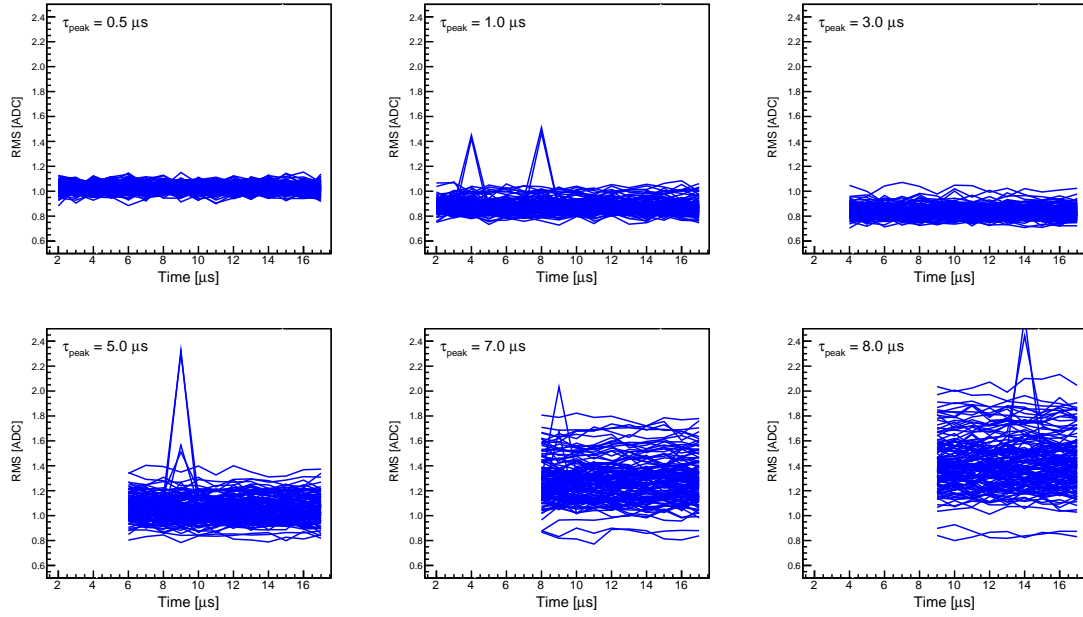 τpeak = 0.5 μs
RMS [ADC]
2.4
2.2
2.0
1.8
1.6
1.4
1.2
1.0
0.8
0.6
2 4 6 8 10 12 14 16
Time [μs]
τpeak = 1.0 μs
RMS [ADC]
2.4
2.2
2.0
1.8
1.6
1.4
1.2
1.0
0.8
0.6
2 4 6 8 10 12 14 16
Time [μs]
τpeak = 3.0 μs
RMS [ADC]
2.4
2.2
2.0
1.8
1.6
1.4
1.2
1.0
0.8
0.6
2 4 6 8 10 12 14 16
Time [μs]
τpeak = 5.0 μs
RMS [ADC]
2.4
2.2
2.0
1.8
1.6
1.4
1.2
1.0
0.8
0.6
2 4 6 8 10 12 14 16
Time [μs]
τpeak = 7.0 μs
RMS [ADC]
2.4
2.2
2.0
1.8
1.6
1.4
1.2
1.0
0.8
0.6
2 4 6 8 10 12 14 16
Time [μs]
τpeak = 8.0 μs
RMS [ADC]
2.4
2.2
2.0
1.8
1.6
1.4
1.2
1.0
0.8
0.6
2 4 6 8 10 12 14 16
Time [μs]